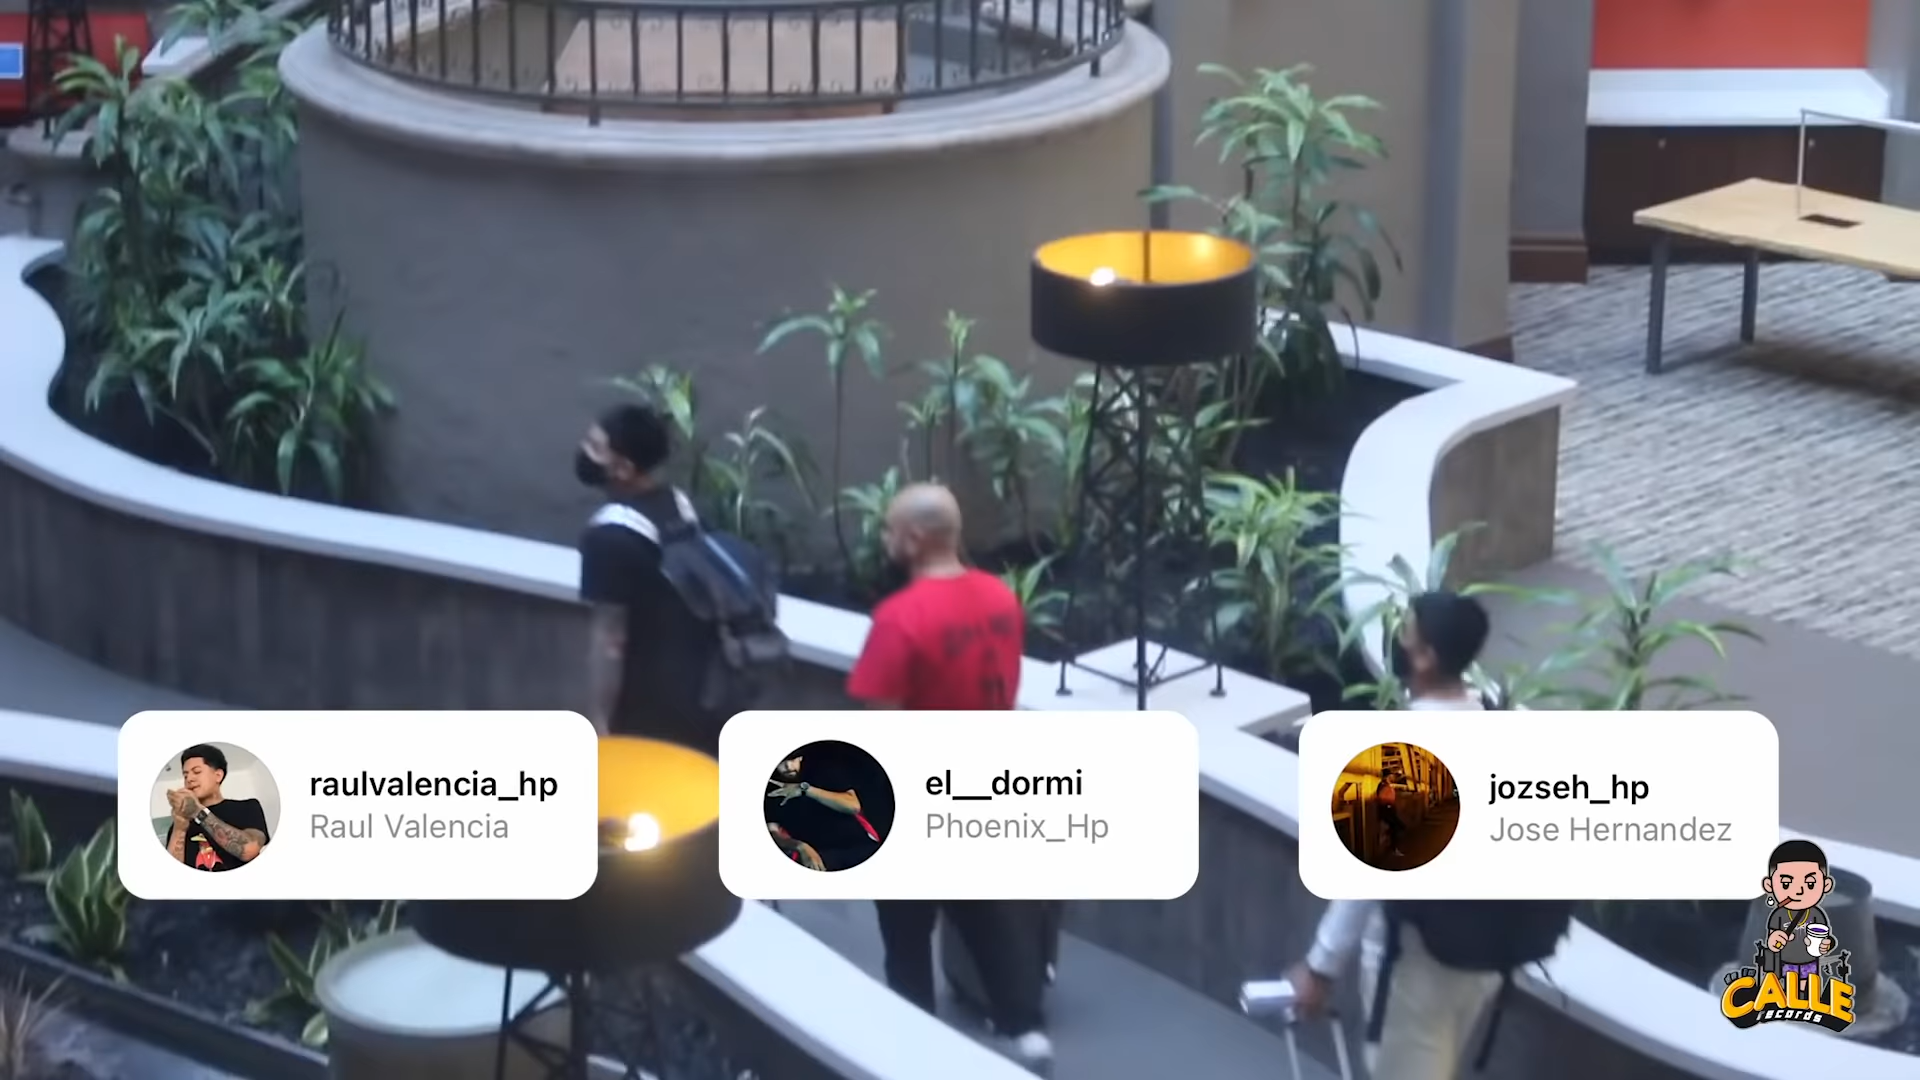 raulvalencia_hp
Raul Valencia
el__dormi
Phoenix_Hp
jozseh_hp
Jose Hernandez
CALLE
records